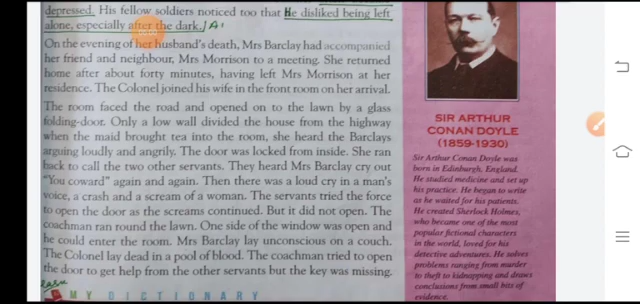 depressed. His fellow soldiers noticed too that He disliked being left
alone, especially after the dark. A1
On the evening of her husband's death, Mrs Barclay had accompanied
her friend and neighbour, Mrs Morrison to a meeting. She returned
home after about forty minutes, having left Mrs Morrison at her
residence. The Colonel joined his wife in the front room on her arrival.
The room faced the road and opened on to the lawn by a glass
folding-door. Only a low wall divided the house from the highway
when the maid brought tea into the room, she heard the Barclays
arguing loudly and angrily. The door was locked from inside. She ran
back to call the two other servants. They heard Mrs Barclay cry out
"You coward" again and again. Then there was a loud cry in a man's
voice, a crash and a scream of a woman. The servants tried the force
to open the door as the screams continued. But it did not open. The
coachman ran round the lawn. One side of the window was open and
he could enter the room. Mrs Barclay lay unconscious on a couch.
The Colonel lay dead in a pool of blood. The coachman tried to open
the door to get help from the other servants but the key was missing.
MY DICTIONARY
SIR ARTHUR
CONAN DOYLE
(1859-1930)
Sir Arthur Conan Doyle was
born in Edinburgh, England.
He studied medicine and set up
his practice. He began to write
as he waited for his patients.
He created Sherlock Holmes,
who became one of the most
popular fictional characters
in the world, loved for his
detective adventures. He solves
problems ranging from murder
to theft to kidnapping and draws
conclusions from small bits of
evidence.